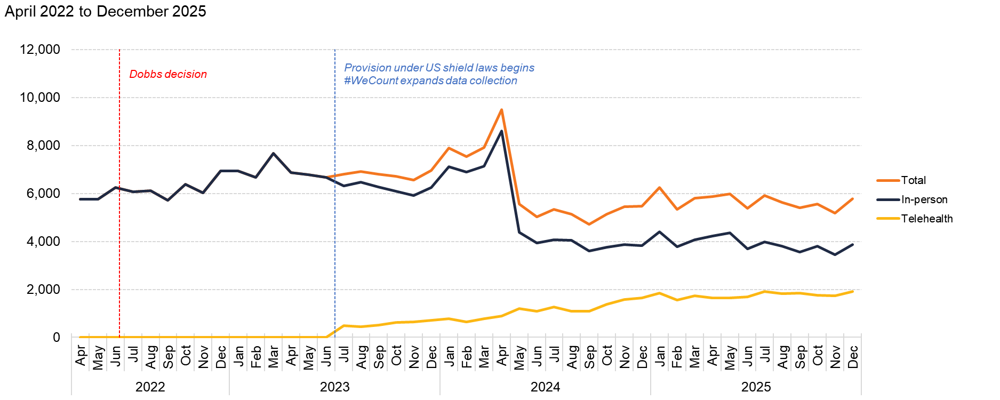 April 2022 to December 2025
12,000
10,000
8,000
6,000
4,000
2,000
0
Dobbs decision
Provision under US shield laws begins
#WeCount expands data collection
Total
In-person
Telehealth
Apr May Jun Jul Aug Sep Oct Nov Dec Jan Feb Mar Apr May Jun Jul Aug Sep Oct Nov Dec Jan Feb Mar Apr May Jun Jul Aug Sep Oct Nov Dec Jan Feb Mar Apr May Jun Jul Aug Sep Oct Nov Dec
2022 2023 2024 2025